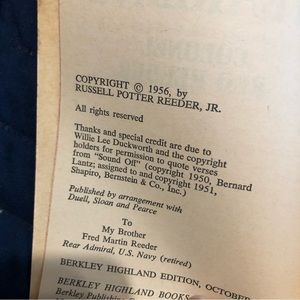 COPYRIGHT © 1956, by
RUSSELL POTTER REEDER, JR.
All rights reserved
Thanks and special credit are due to
Willie Lee Duckworth and the copyright
holders for permission to quote verses
from "Sound Off" (copyright 1950, Bernard
Lantz; assigned to and copyright 1951,
Shapiro, Bernstein & Co., Inc.)
Published by arrangement with
Duell, Sloan and Pearce
To
My Brother
Fred Martin Reeder
Rear Admiral, U.S. Navy (retired)
BERKLEY HIGHLAND EDITION, OCTOBER
BERKLEY HIGHLAND BOOKS
Berkley Publishing